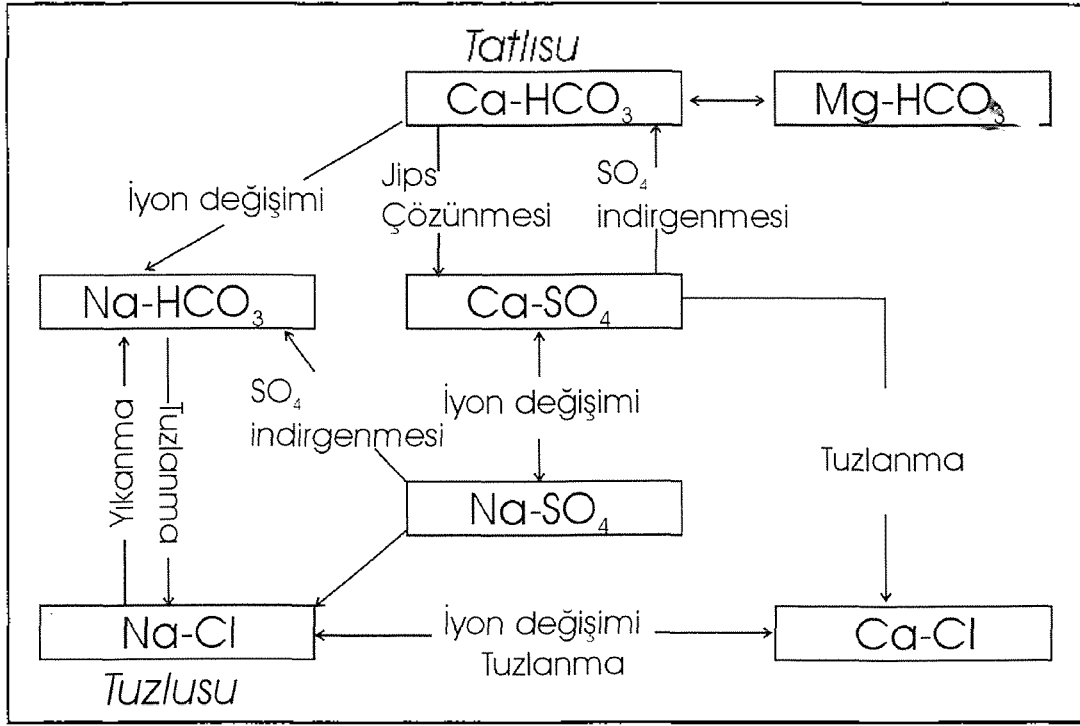 Tatlısu
Ca-HCO₃
Mg-HCO₃
İyon değişimi
Jips
Çözünmesi
SO₄
indirgenmesi
Na-HCO₃
Ca-SO₄
Yıkanma
Tuzlanma
SO₄
indirgenmesi
İyon değişimi
Tuzlanma
Na-SO₄
Na-Cl
İyon değişimi
Tuzlanma
Ca-Cl
Tuzlusu